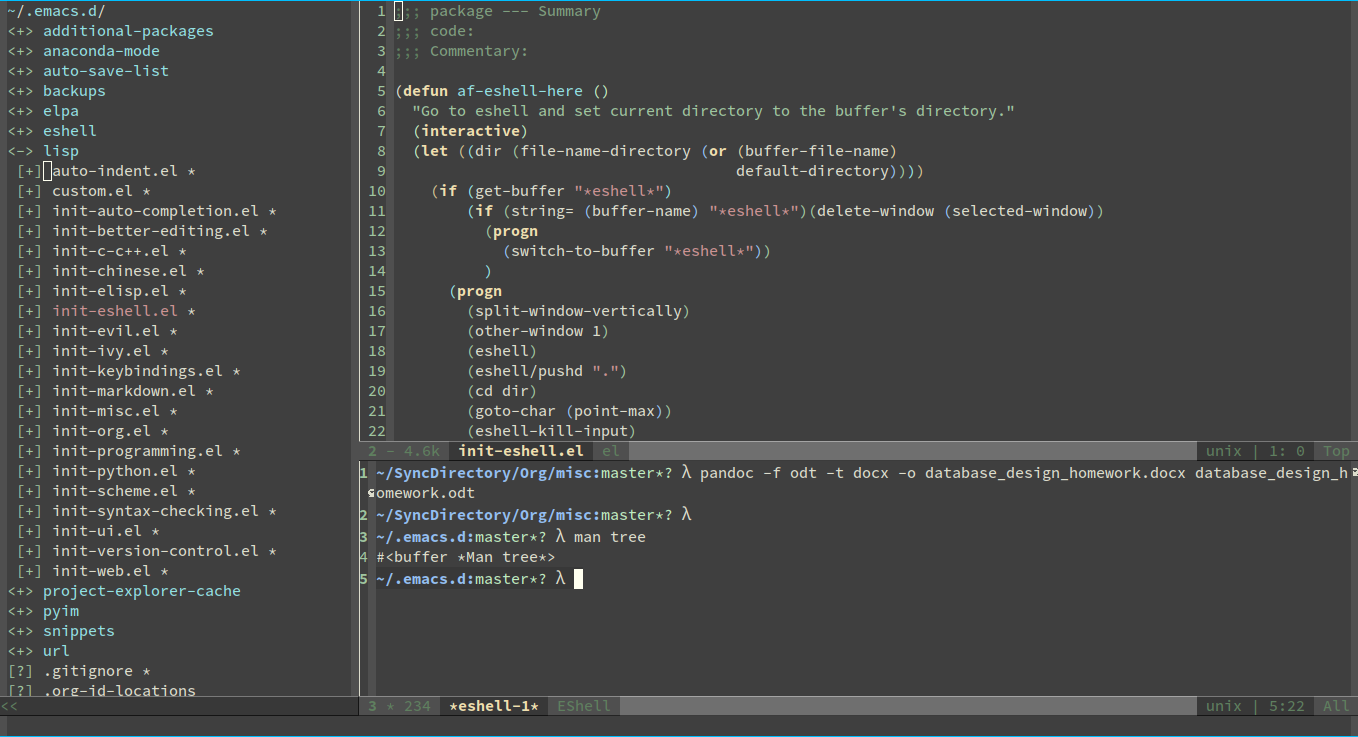 ~/.emacs.d/
<+> additional-packages
<+> anaconda-mode
<+> auto-save-list
<+> backups
<+> elpa
<+> eshell
<-> lisp
[+] auto-indent.el *
[+] custom.el *
[+] init-auto-completion.el *
[+] init-better-editing.el *
[+] init-c-c++.el *
[+] init-chinese.el *
[+] init-elisp.el *
[+] init-eshell.el *
[+] init-evil.el *
[+] init-ivy.el *
[+] init-keybindings.el *
[+] init-markdown.el *
[+] init-misc.el *
[+] init-org.el *
[+] init-programming.el *
[+] init-python.el *
[+] init-scheme.el *
[+] init-syntax-checking.el *
[+] init-ui.el *
[+] init-version-control.el *
[+] init-web.el *
<+> project-explorer-cache
<+> pyim
<+> snippets
<+> url
[?] .gitignore *
[?] .org-id-locations
<<
1 ;;; package --- Summary
2 ;;; code:
3 ;;; Commentary:
4
5 (defun af-eshell-here ()
6   "Go to eshell and set current directory to the buffer's directory."
7   (interactive)
8   (let ((dir (file-name-directory (or (buffer-file-name)
9                                       default-directory))))
10     (if (get-buffer "*eshell*")
11         (if (string= (buffer-name) "*eshell*")(delete-window (selected-window))
12           (progn
13             (switch-to-buffer "*eshell*"))
14           )
15       (progn
16         (split-window-vertically)
17         (other-window 1)
18         (eshell)
19         (eshell/pushd ".")
20         (cd dir)
21         (goto-char (point-max))
22         (eshell-kill-input)
2 - 4.6k init-eshell.el el unix | 1: 0 Top
1 ~/SyncDirectory/Org/misc:master*? λ pandoc -f odt -t docx -o database_design_homework.docx database_design_h
omework.odt
2 ~/SyncDirectory/Org/misc:master*? λ
3 ~/.emacs.d:master*? λ man tree
4 #<buffer *Man tree*>
5 ~/.emacs.d:master*? λ
3 * 234 *eshell-1* EShell unix | 5:22 All